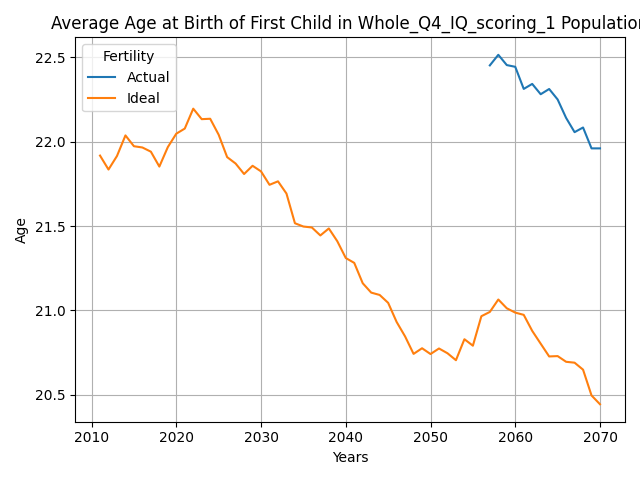 Average Age at Birth of First Child in Whole_Q4_IQ_scoring_1 Population
Fertility
Actual
Ideal
22.5
22.0
21.5
21.0
20.5
Age
2010 2020 2030 2040 2050 2060 2070
Years